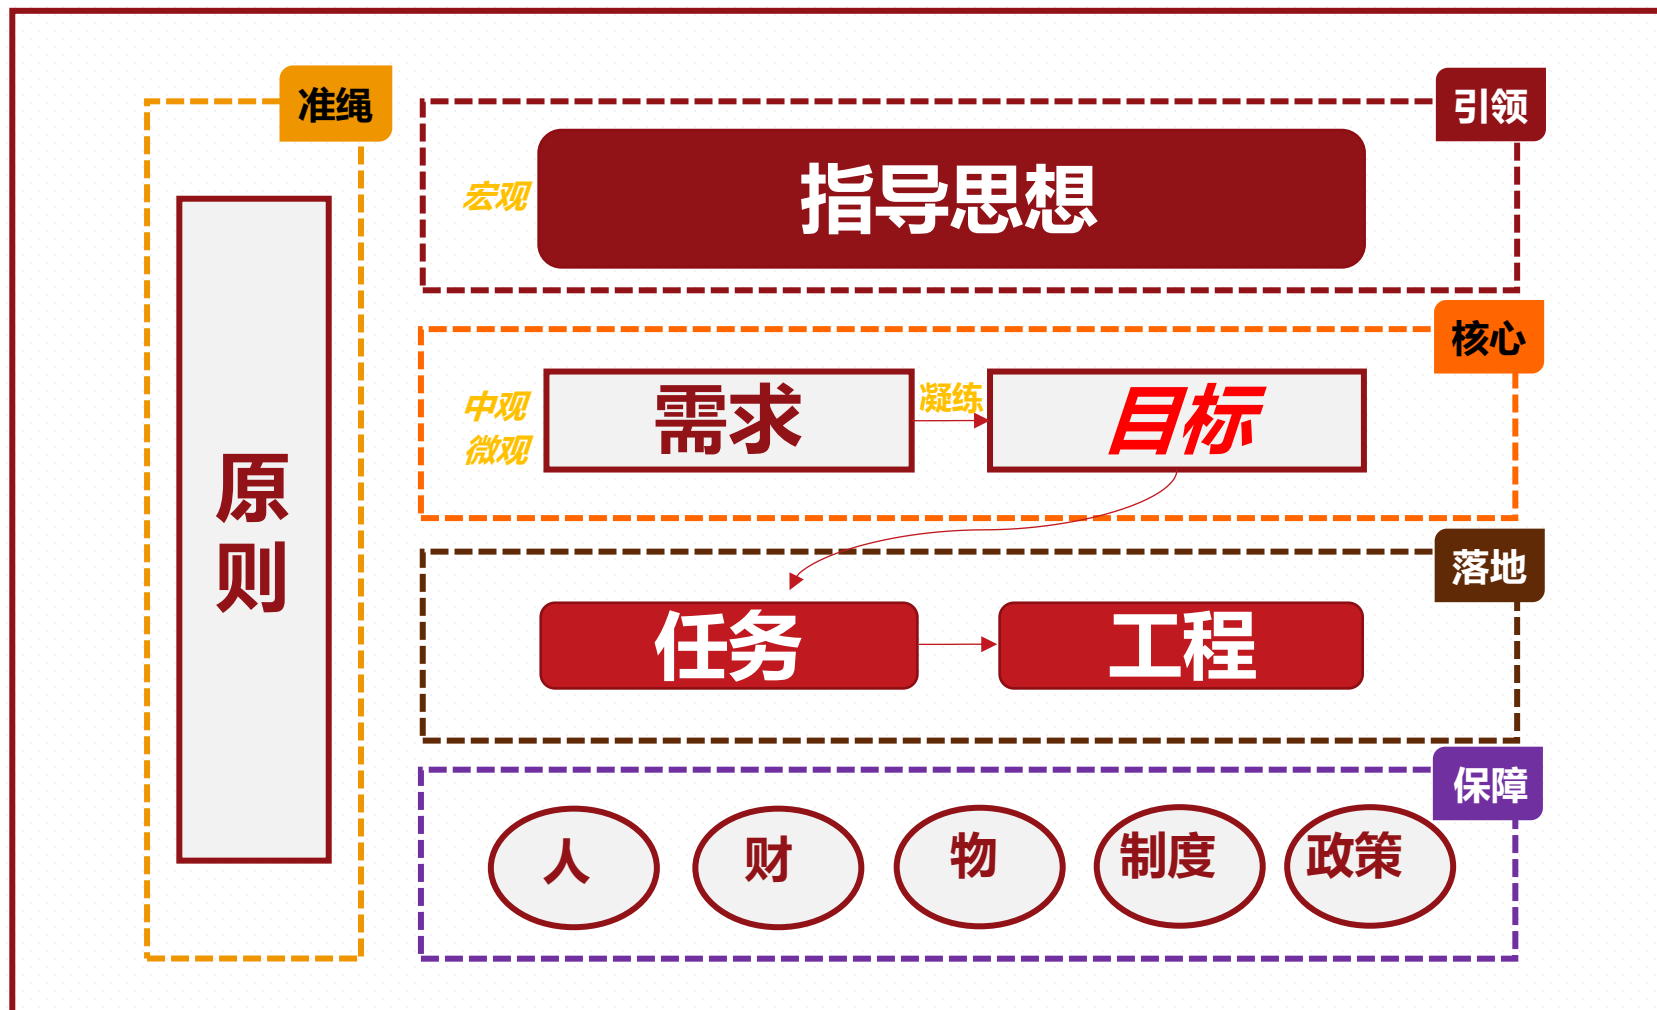 准绳
原
则
引领
宏观
指导思想
核心
中观
微观
需求
凝练
目标
落地
任务
工程
保障
人
财
物
制度
政策